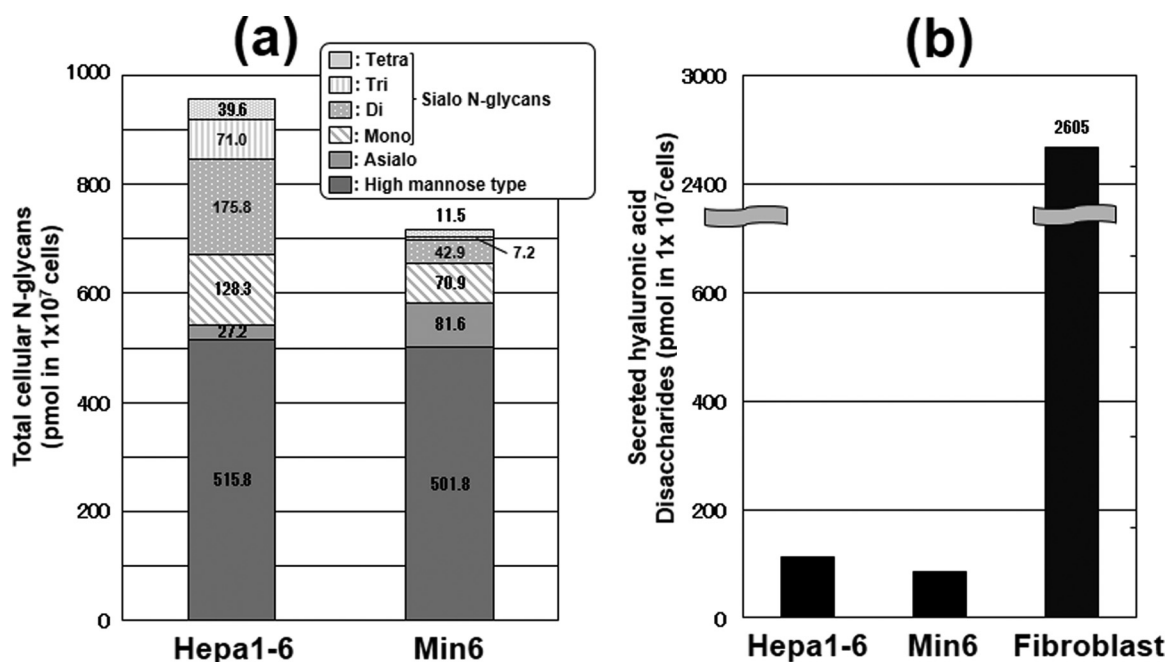 (a)
: Tetra
: Tri
: Di
: Mono
Sialo N-glycans
: Asialo
: High mannose type
Total cellular N-glycans
(pmol in 1x10⁷ cells)
1000
800
600
400
200
0
39.6
71.0
175.8
128.3
27.2
515.8
11.5
7.2
42.9
70.9
81.6
501.8
Hepa1-6
Min6
(b)
Secreted hyaluronic acid
Disaccharides (pmol in 1x 10⁷cells)
3000
2400
400
200
0
2605
Hepa1-6
Min6
Fibroblast